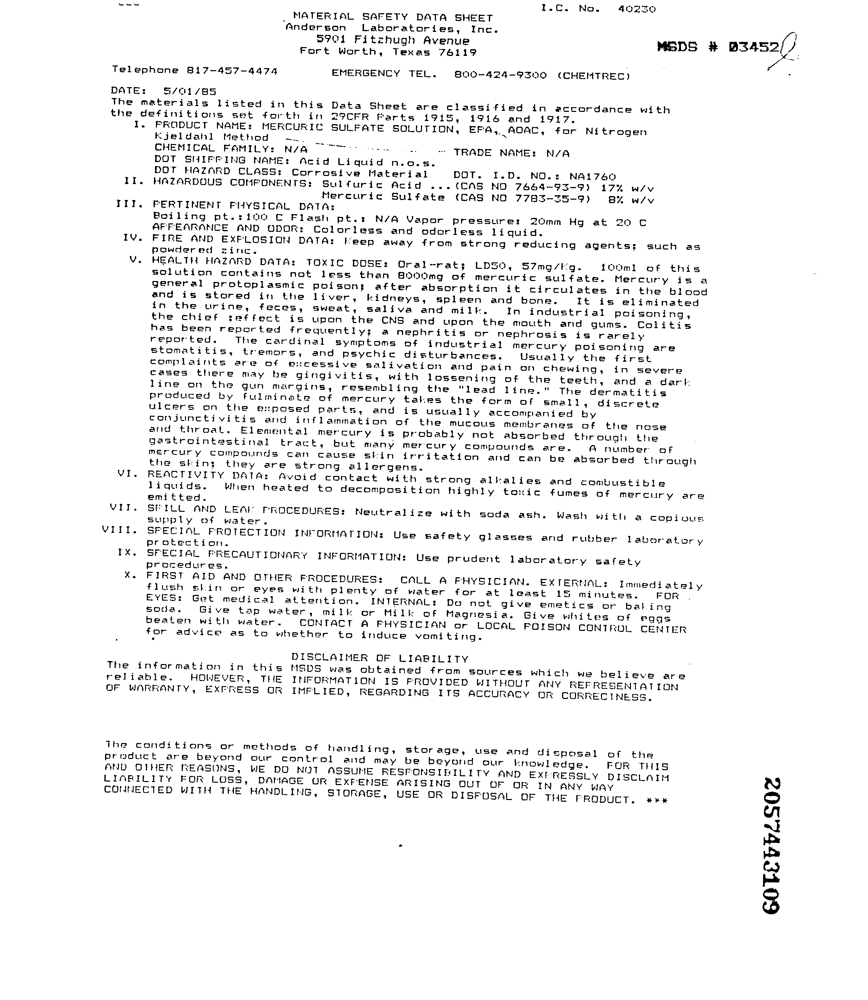 I.C. No. 40230
MATERIAL SAFETY DATA SHEET
Anderson Laboratories, Inc.
5901 Fitzhugh Avenue
Fort Worth, Texas 76119
MSDS # 03452
Telephone 817-457-4474 EMERGENCY TEL. 800-424-9300 (CHEMTREC)
DATE: 5/01/85
The materials listed in this Data Sheet are classified in accordance with
the definitions set forth in 29CFR Parts 1915, 1916 and 1917.
I. PRODUCT NAME: MERCURIC SULFATE SOLUTION, EPA, AOAC, for Nitrogen
Kjeldahl Method
CHEMICAL FAMILY: N/A TRADE NAME: N/A
DOT SHIPPING NAME: Acid Liquid n.o.s.
DOT HAZARD CLASS: Corrosive Material DOT. I.D. NO.: NA1760
II. HAZARDOUS COMPONENTS: Sulfuric Acid ...(CAS NO 7664-93-9) 17% w/v
Mercuric Sulfate (CAS NO 7783-35-9) 8% w/v
III. PERTINENT PHYSICAL DATA:
Boiling pt.:100 C Flash pt.: N/A Vapor pressure: 20mm Hg at 20 C
APPEARANCE AND ODOR: Colorless and odorless liquid.
IV. FIRE AND EXPLOSION DATA: Keep away from strong reducing agents; such as
powdered zinc.
V. HEALTH HAZARD DATA: TOXIC DOSE: Oral-rat; LD50, 57mg/Kg. 100ml of this
solution contains not less than 8000mg of mercuric sulfate. Mercury is a
general protoplasmic poison; after absorption it circulates in the blood
and is stored in the liver, kidneys, spleen and bone. It is eliminated
in the urine, feces, sweat, saliva and milk. In industrial poisoning,
the chief :effect is upon the CNS and upon the mouth and gums. Colitis
has been reported frequently; a nephritis or nephrosis is rarely
reported. The cardinal symptoms of industrial mercury poisoning are
stomatitis, tremors, and psychic disturbances. Usually the first
complaints are of excessive salivation and pain on chewing, in severe
cases there may be gingivitis, with lossening of the teeth, and a dark
line on the gun margins, resembling the "lead line." The dermatitis
produced by fulminate of mercury takes the form of small, discrete
ulcers on the exposed parts, and is usually accompanied by
conjunctivitis and inflammation of the mucous membranes of the nose
and throat. Elemental mercury is probably not absorbed through the
gastrointestinal tract, but many mercury compounds are. A number of
mercury compounds can cause skin irritation and can be absorbed through
the skin; they are strong allergens.
VI. REACTIVITY DATA: Avoid contact with strong alkalies and combustible
liquids. When heated to decomposition highly toxic fumes of mercury are
emitted.
VII. SPILL AND LEAK PROCEDURES: Neutralize with soda ash. Wash with a copious
supply of water.
VIII. SPECIAL PROTECTION INFORMATION: Use safety glasses and rubber laboratory
protection.
IX. SPECIAL PRECAUTIONARY INFORMATION: Use prudent laboratory safety
procedures.
X. FIRST AID AND OTHER PROCEDURES: CALL A PHYSICIAN. EXTERNAL: Immediately
flush skin or eyes with plenty of water for at least 15 minutes. FOR
EYES: Get medical attention. INTERNAL: Do not give emetics or baking
soda. Give tap water, milk or Milk of Magnesia. Give whites of eggs
beaten with water. CONTACT A PHYSICIAN or LOCAL POISON CONTROL CENTER
for advice as to whether to induce vomiting.
DISCLAIMER OF LIABILITY
The information in this MSDS was obtained from sources which we believe are
reliable. HOWEVER, THE INFORMATION IS PROVIDED WITHOUT ANY REPRESENTATION
OF WARRANTY, EXPRESS OR IMPLIED, REGARDING ITS ACCURACY OR CORRECTNESS.
The conditions or methods of handling, storage, use and disposal of the
product are beyond our control and may be beyond our knowledge. FOR THIS
AND OTHER REASONS, WE DO NOT ASSUME RESPONSIBILITY AND EXPRESSLY DISCLAIM
LIABILITY FOR LOSS, DAMAGE OR EXPENSE ARISING OUT OF OR IN ANY WAY
CONNECTED WITH THE HANDLING, STORAGE, USE OR DISPOSAL OF THE PRODUCT. ***
2057443109